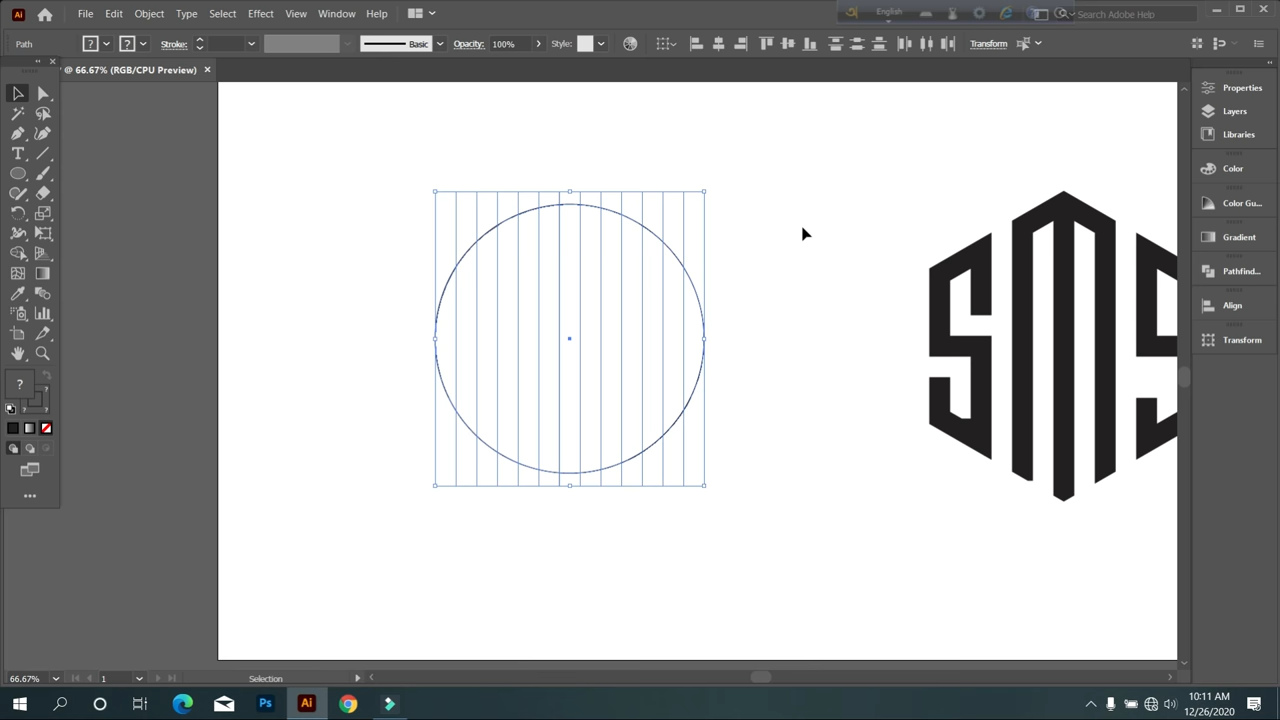 Ai File Edit Object Type Select Effect View Window Help English Search Adobe Help
Path ? ? Stroke: Basic Opacity: 100% Style: Transform
@ 66.67% (RGB/CPU Preview) ×
Properties
Layers
Libraries
Color
Color Gu...
Gradient
Pathfind...
Align
Transform
SMS
?
?
? ?
66.67% 1 Selection
Ps Ai
10:11 AM
12/26/2020